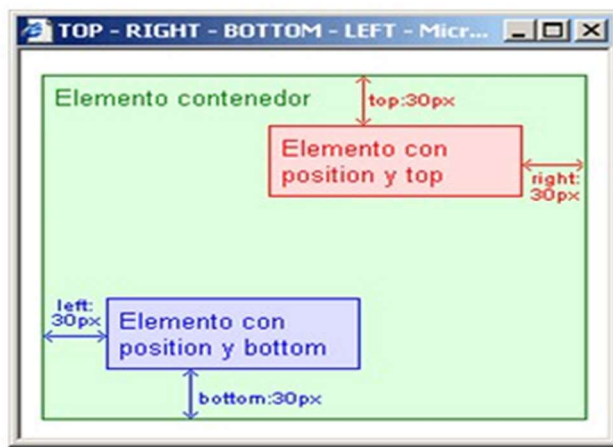 TOP - RIGHT - BOTTOM - LEFT - Micr...
Elemento contenedor
top:30px
Elemento con
position y top
right:
30px
left:
30px
Elemento con
position y bottom
bottom:30px